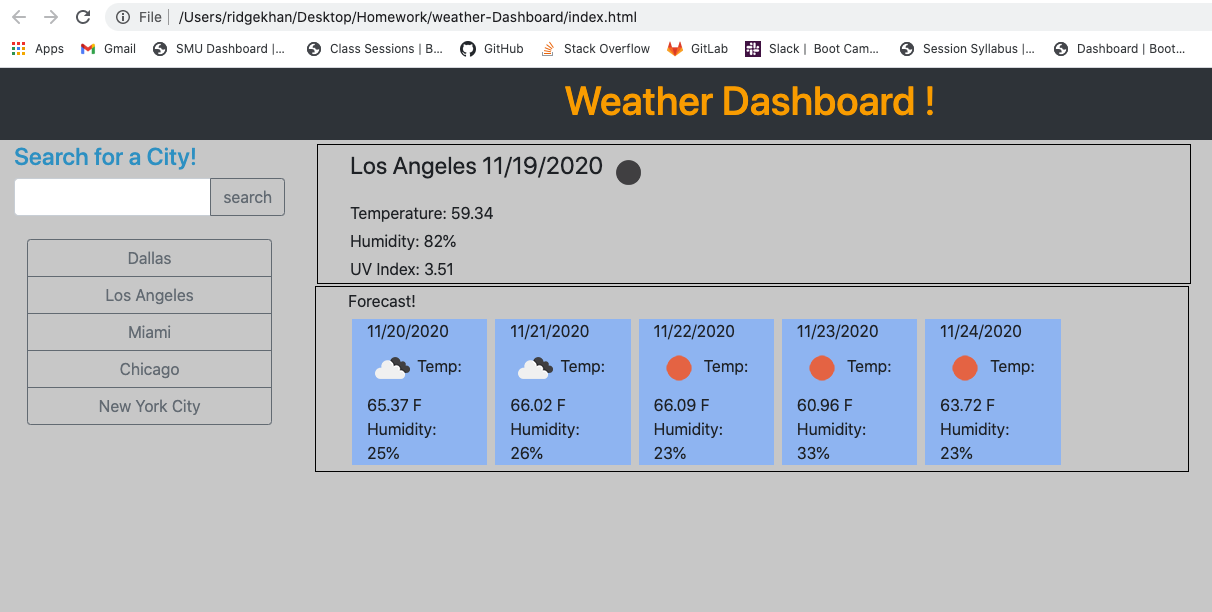 File /Users/ridgekhan/Desktop/Homework/weather-Dashboard/index.html
Apps Gmail SMU Dashboard |... Class Sessions | B... GitHub Stack Overflow GitLab Slack | Boot Cam... Session Syllabus |... Dashboard | Boot...
Weather Dashboard !
Search for a City!
search
Dallas
Los Angeles
Miami
Chicago
New York City
Los Angeles 11/19/2020
Temperature: 59.34
Humidity: 82%
UV Index: 3.51
Forecast!
11/20/2020
Temp:
65.37 F
Humidity:
25%
11/21/2020
Temp:
66.02 F
Humidity:
26%
11/22/2020
Temp:
66.09 F
Humidity:
23%
11/23/2020
Temp:
60.96 F
Humidity:
33%
11/24/2020
Temp:
63.72 F
Humidity:
23%